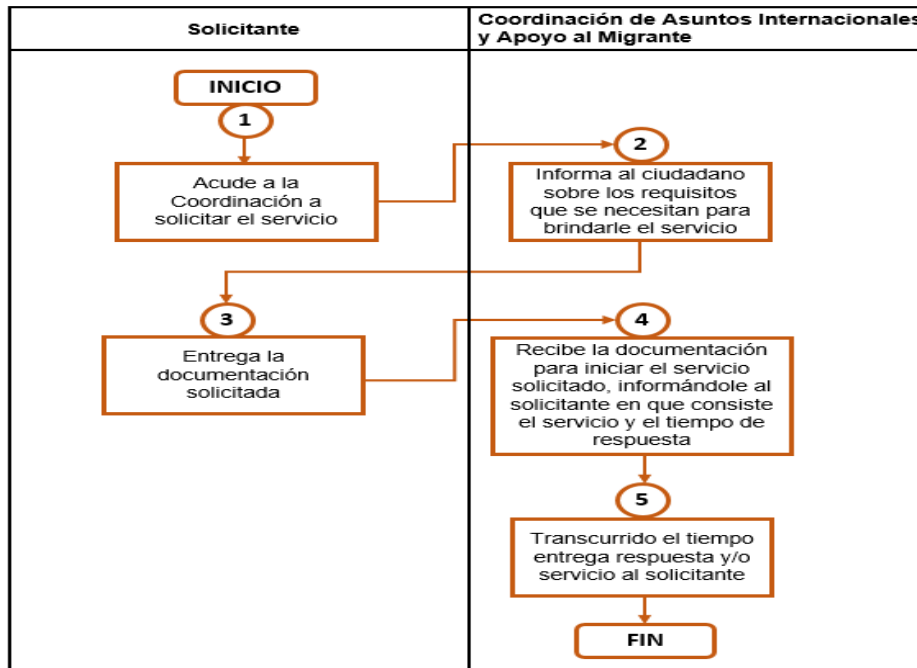 Solicitante
Coordinación de Asuntos Internacionales
y Apoyo al Migrante
INICIO
1
Acude a la
Coordinación a
solicitar el servicio
2
Informa al ciudadano
sobre los requisitos
que se necesitan para
brindarle el servicio
3
Entrega la
documentación
solicitada
4
Recibe la documentación
para iniciar el servicio
solicitado, informándole al
solicitante en que consiste
el servicio y el tiempo de
respuesta
5
Transcurrido el tiempo
entrega respuesta y/o
servicio al solicitante
FIN